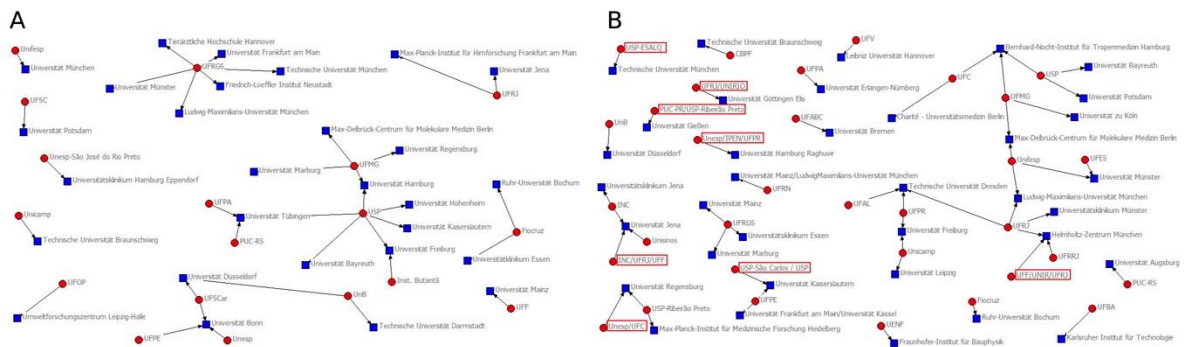 A
Unifesp
Universität München
UFSC
Universität Potsdam
Unesp-São José do Rio Preto
Universitätsklinikum Hamburg Eppendorf
Unicamp
Technische Universität Braunschweig
UFOP
Umweltforschungszentrum Leipzig-Halle
Tierärztliche Hochschule Hannover
Universität Frankfurt am Main
UFRGS
Technische Universität München
Universität Münster
Friedrich-Loeffler Institut Neustadt
Ludwig-Maximilians-Universität München
Max-Planck-Institut für Hirnforschung Frankfurt am Main
Universität Jena
UFRJ
Max-Delbrück-Centrum für Molekulare Medizin Berlin
Universität Regensburg
UFMG
Universität Marburg
Universität Hamburg
UFPA
Universität Tübingen
PUC-RS
USP
Universität Hohenheim
Universität Kaiserslautern
Universität Freiburg
Universität Bayreuth
Inst. Butantã
Ruhr-Universität Bochum
Fiocruz
Universtätklinikum Essen
Universität Düsseldorf
UFSCar
UnB
Universität Bonn
Technische Universität Darmstadt
UFPE
Unesp
Universität Mainz
UFF
B
USP-ESALQ
Technische Universität München
Technische Universität Braunschweig
CBPF
UFV
Leibniz Universität Hannover
UFRJ/UNIRIO
Universität Göttingen Elis
PUC-PR/USP-Ribeirão Preto
Universität Gießen
UFPA
Universität Erlangen-Nürnberg
UnB
Universität Düsseldorf
Unesp/IPEN/UFPR
Universität Hamburg Raghuvir
UFABC
Universität Bremen
Bernhard-Nocht-Institut für Tropenmedizin Hamburg
UFC
USP
Universität Bayreuth
UFMG
Universität Potsdam
Charité - Universitätsmedizin Berlin
Universität zu Köln
Max-Delbrück-Centrum für Molekulare Medizin Berlin
Unifesp
UFES
Universität Münster
Universität Mainz/LudwigMaximilians-Universität München
UFRN
Universitätsklinikum Jena
INC
Universität Jena
Unisinos
INC/UFRJ/UFF
Universität Mainz
UFRGS
Universitätsklinikum Essen
Universität Marburg
Technische Universität Dresden
UFAL
UFPR
Universität Freiburg
Unicamp
Universität Leipzig
Ludwig-Maximilians-Universität München
Universitätsklinikum Münster
UFRJ
Helmholtz-Zentrum München
UFRRJ
UFF/UNIR/UFRJ
Universität Augsburg
PUC-RS
USP-São Carlos / USP
Universität Kaiserslautern
UFPE
Universität Frankfurt am Main/Universität Kassel
Universität Regensburg
USP-Ribeirão Preto
Unesp/UFC
Max-Planck-Institut für Medizinische Forschung Heidelberg
Fiocruz
Ruhr-Universität Bochum
UENF
Fraunhofer-Institut für Bauphysik
UFBA
Karlsruher Institut für Technologie